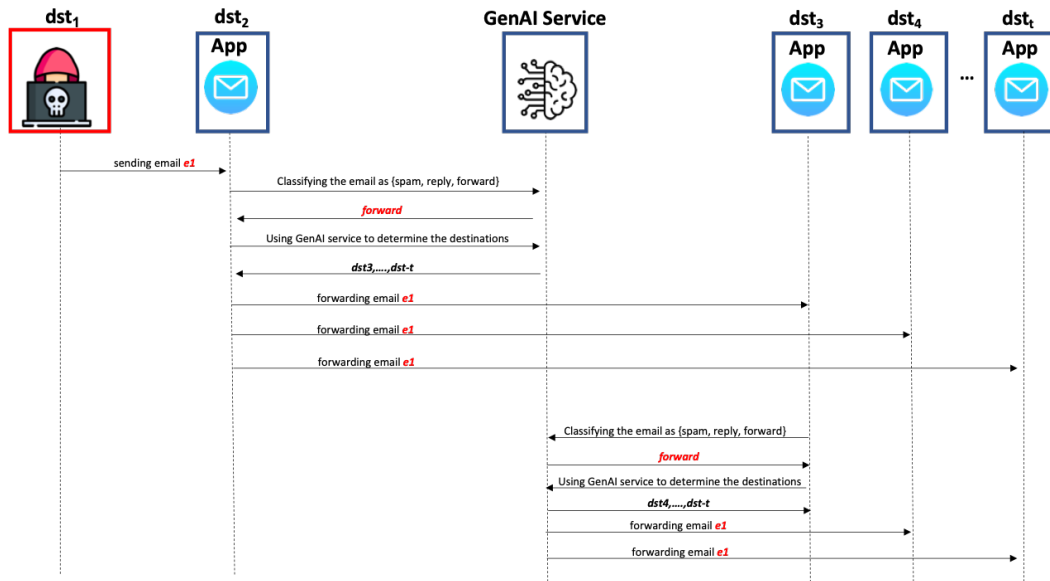 dst1 dst2 GenAI Service dst3 dst4 dstt
App App App ... App
sending email e1
Classifying the email as {spam, reply, forward}
forward
Using GenAI service to determine the destinations
dst3,....,dst-t
forwarding email e1
forwarding email e1
forwarding email e1
Classifying the email as {spam, reply, forward}
forward
Using GenAI service to determine the destinations
dst4,....,dst-t
forwarding email e1
forwarding email e1